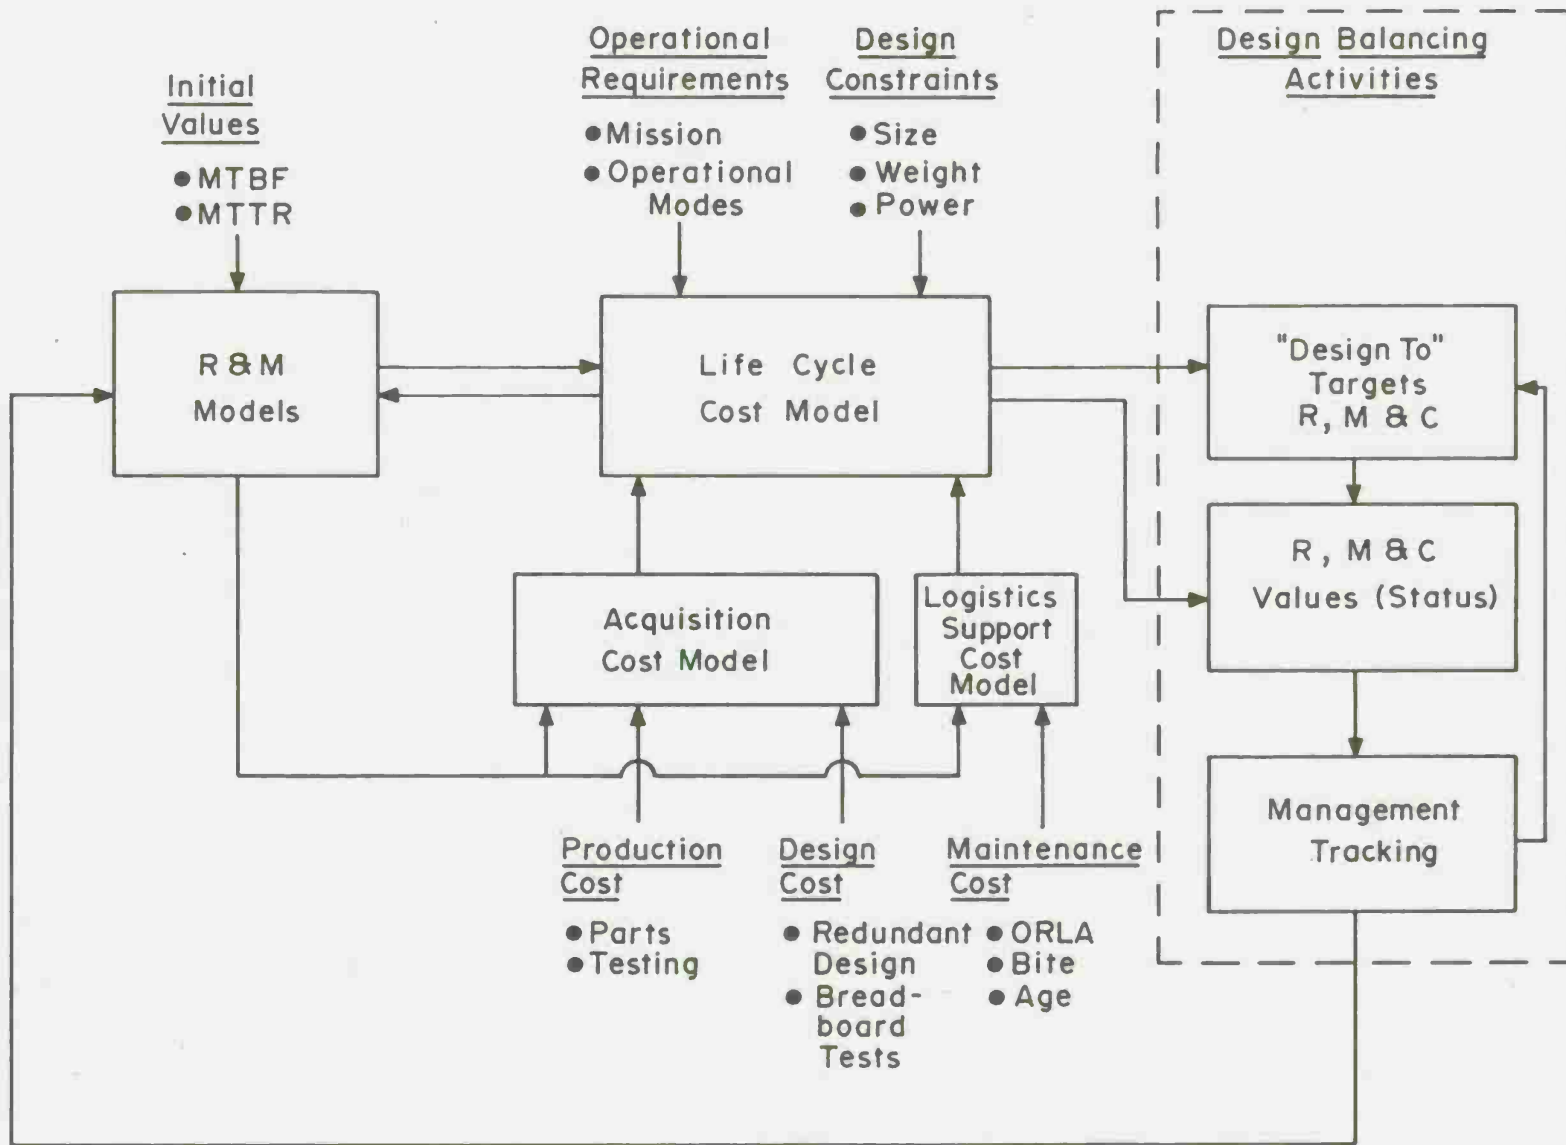 Initial
Values
● MTBF
● MTTR
Operational
Requirements
● Mission
● Operational
Modes
Design
Constraints
● Size
● Weight
● Power
Design Balancing
Activities
R & M
Models
Life Cycle
Cost Model
"Design To"
Targets
R, M & C
R, M & C
Values (Status)
Acquisition
Cost Model
Logistics
Support
Cost
Model
Management
Tracking
Production
Cost
● Parts
● Testing
Design
Cost
● Redundant
Design
● Bread-
board
Tests
Maintenance
Cost
● ORLA
● Bite
● Age